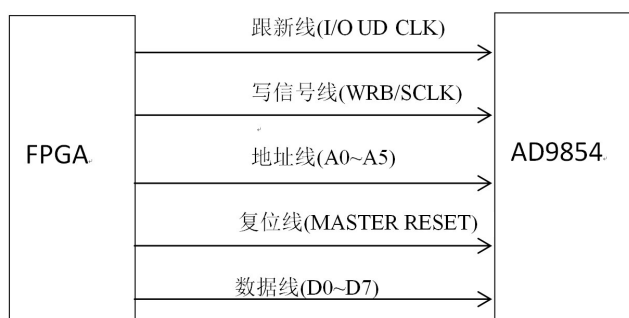 跟新线(I/O UD CLK)
写信号线(WRB/SCLK)
FPGA
地址线(A0~A5)
AD9854
复位线(MASTER RESET)
数据线(D0~D7)